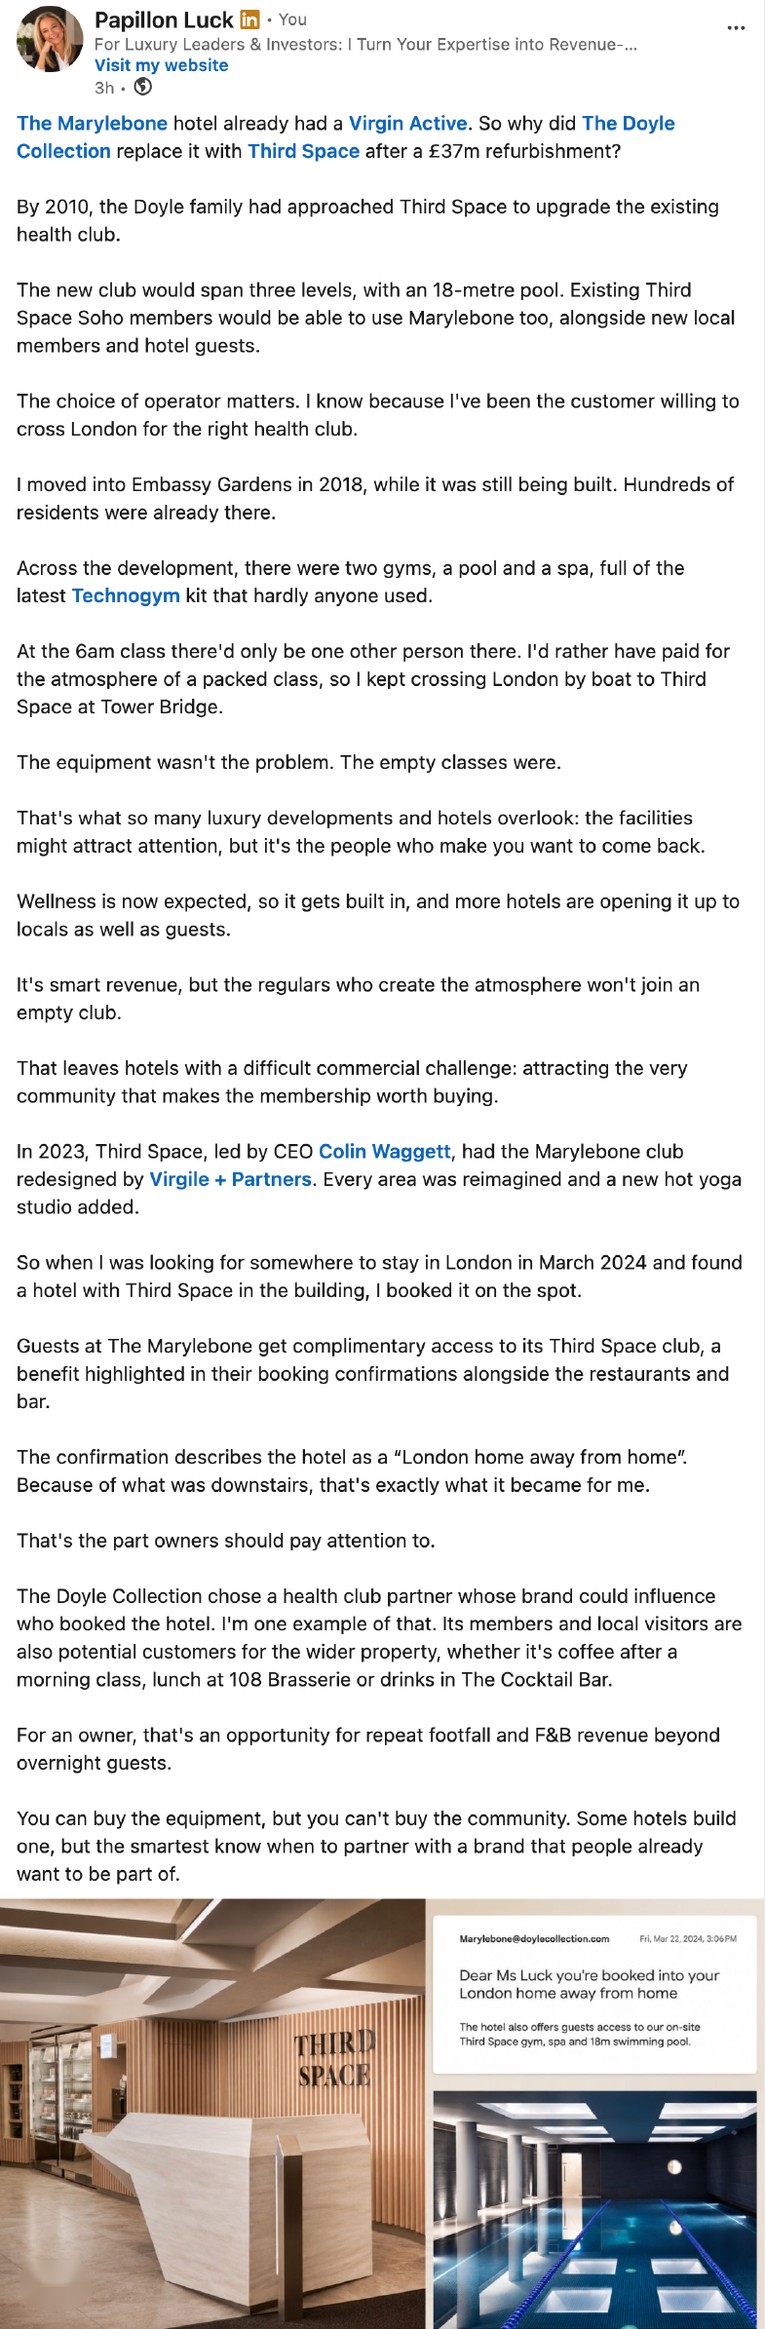 Papillon Luck in • You
For Luxury Leaders & Investors: I Turn Your Expertise into Revenue-...
Visit my website
3h •
The Marylebone hotel already had a Virgin Active. So why did The Doyle
Collection replace it with Third Space after a £37m refurbishment?
By 2010, the Doyle family had approached Third Space to upgrade the existing
health club.
The new club would span three levels, with an 18-metre pool. Existing Third
Space Soho members would be able to use Marylebone too, alongside new local
members and hotel guests.
The choice of operator matters. I know because I've been the customer willing to
cross London for the right health club.
I moved into Embassy Gardens in 2018, while it was still being built. Hundreds of
residents were already there.
Across the development, there were two gyms, a pool and a spa, full of the
latest Technogym kit that hardly anyone used.
At the 6am class there'd only be one other person there. I'd rather have paid for
the atmosphere of a packed class, so I kept crossing London by boat to Third
Space at Tower Bridge.
The equipment wasn't the problem. The empty classes were.
That's what so many luxury developments and hotels overlook: the facilities
might attract attention, but it's the people who make you want to come back.
Wellness is now expected, so it gets built in, and more hotels are opening it up to
locals as well as guests.
It's smart revenue, but the regulars who create the atmosphere won't join an
empty club.
That leaves hotels with a difficult commercial challenge: attracting the very
community that makes the membership worth buying.
In 2023, Third Space, led by CEO Colin Waggett, had the Marylebone club
redesigned by Virgile + Partners. Every area was reimagined and a new hot yoga
studio added.
So when I was looking for somewhere to stay in London in March 2024 and found
a hotel with Third Space in the building, I booked it on the spot.
Guests at The Marylebone get complimentary access to its Third Space club, a
benefit highlighted in their booking confirmations alongside the restaurants and
bar.
The confirmation describes the hotel as a “London home away from home”.
Because of what was downstairs, that's exactly what it became for me.
That's the part owners should pay attention to.
The Doyle Collection chose a health club partner whose brand could influence
who booked the hotel. I'm one example of that. Its members and local visitors are
also potential customers for the wider property, whether it's coffee after a
morning class, lunch at 108 Brasserie or drinks in The Cocktail Bar.
For an owner, that's an opportunity for repeat footfall and F&B revenue beyond
overnight guests.
You can buy the equipment, but you can't buy the community. Some hotels build
one, but the smartest know when to partner with a brand that people already
want to be part of.
THIRD
SPACE
Marylebone@doylecollection.com Fri, Mar 22, 2024, 3:06 PM
Dear Ms Luck you're booked into your
London home away from home
The hotel also offers guests access to our on-site
Third Space gym, spa and 18m swimming pool.